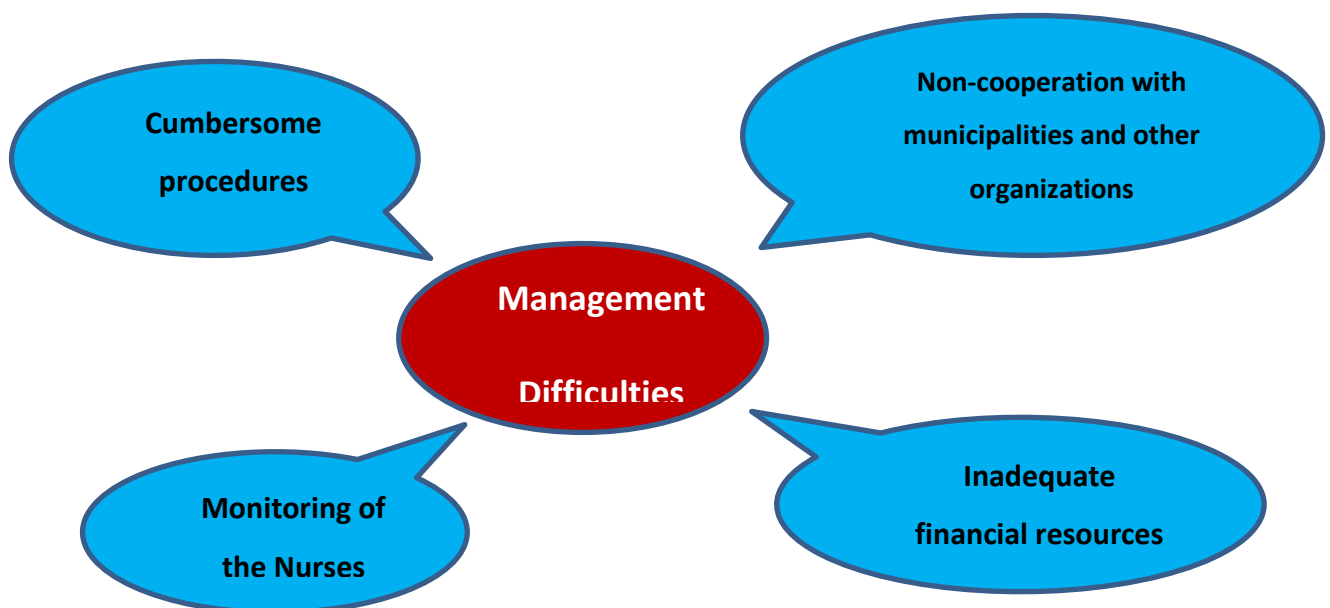 Cumbersome
procedures
Non-cooperation with
municipalities and other
organizations
Management
Difficulties
Monitoring of
the Nurses
Inadequate
financial resources